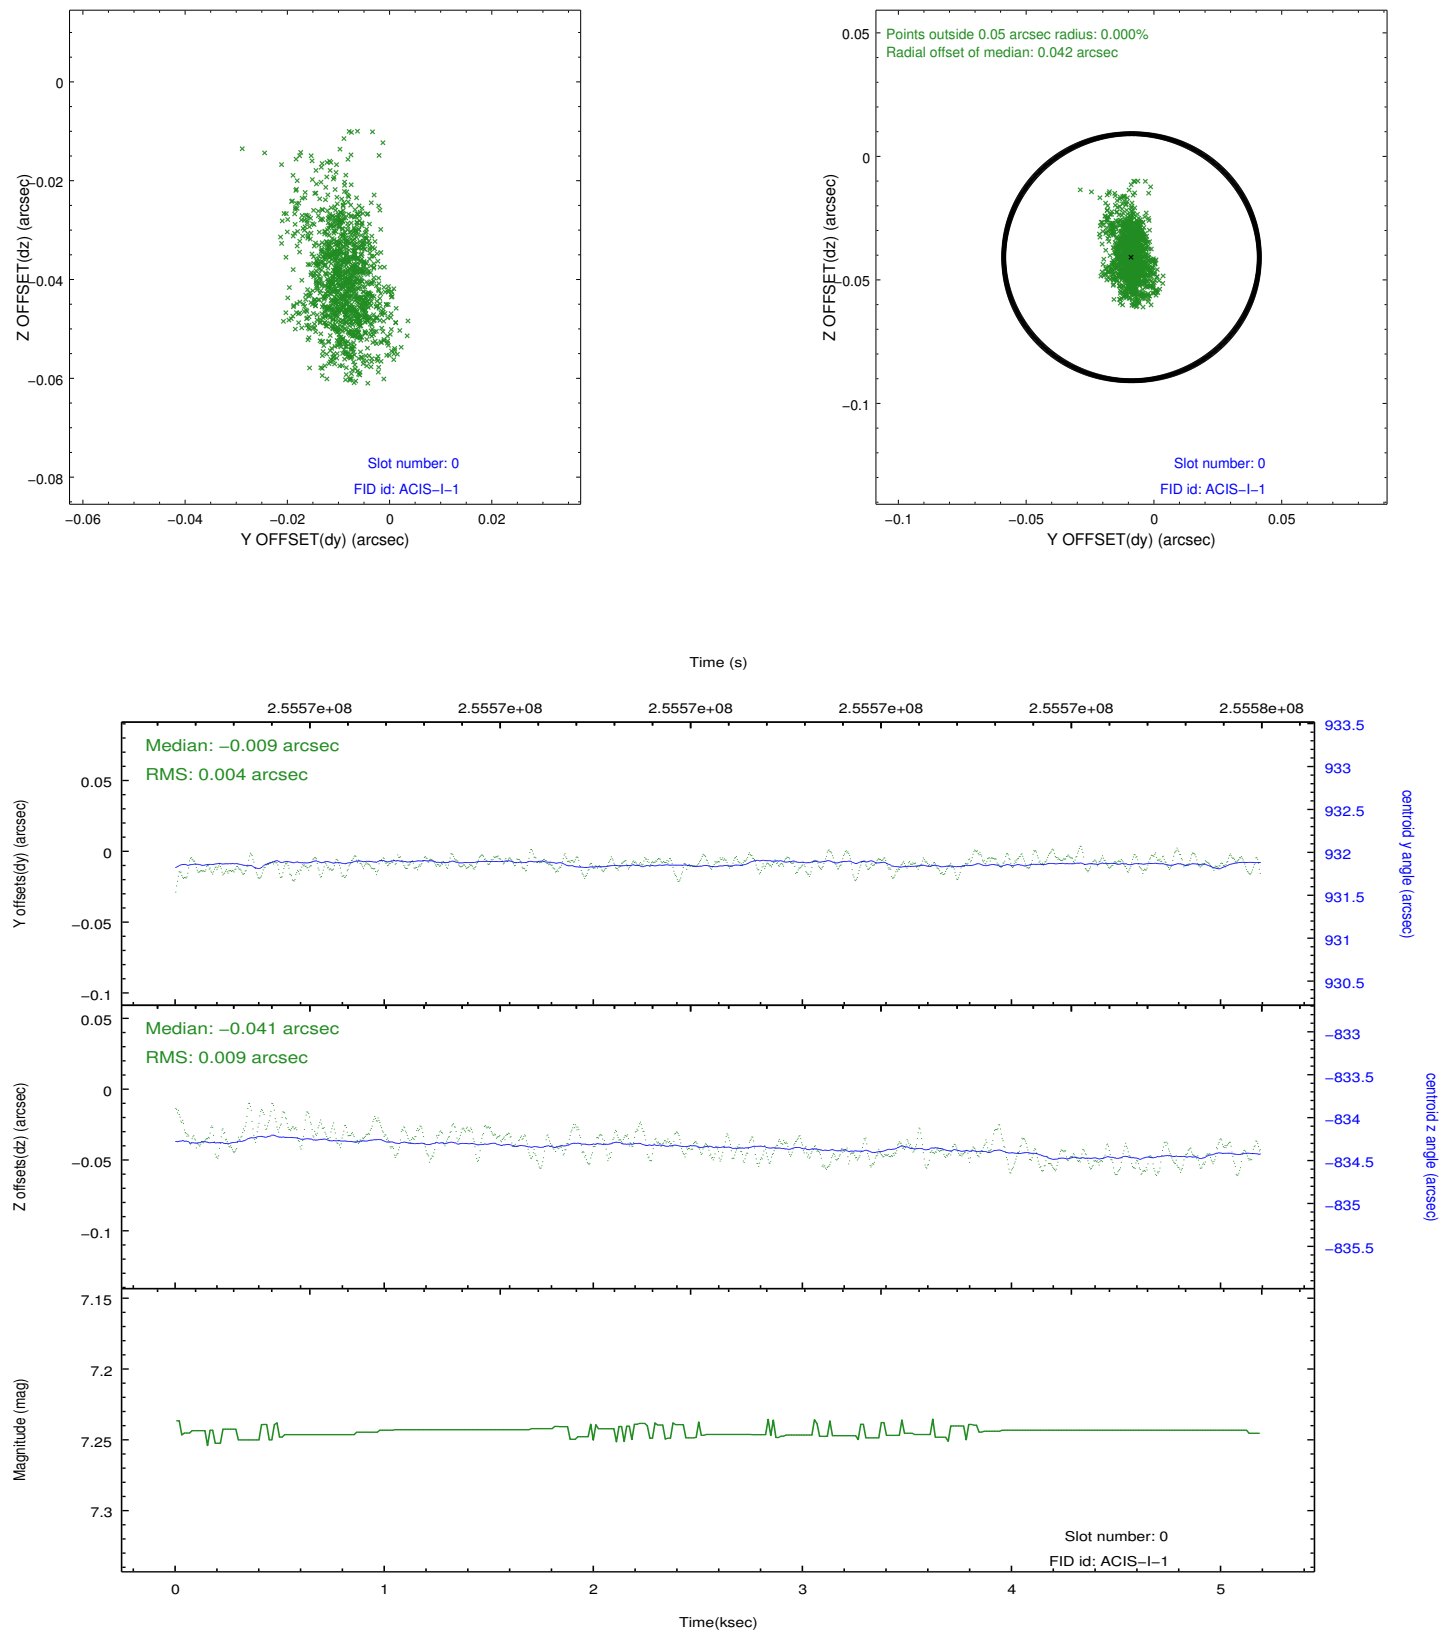 0
−0.02
−0.04
−0.06
−0.08
Z OFFSET(dz) (arcsec)
Slot number: 0
FID id: ACIS−I−1
−0.06
−0.04
−0.02
0
0.02
Y OFFSET(dy) (arcsec)
Points outside 0.05 arcsec radius: 0.000%
Radial offset of median: 0.042 arcsec
0.05
0
−0.05
−0.1
Z OFFSET(dz) (arcsec)
Slot number: 0
FID id: ACIS−I−1
−0.1
−0.05
0
0.05
Y OFFSET(dy) (arcsec)
Time (s)
2.5557e+08
2.5557e+08
2.5557e+08
2.5557e+08
2.5557e+08
2.5558e+08
Median: −0.009 arcsec
RMS: 0.004 arcsec
0.05
0
−0.05
−0.1
Y offsets(dy) (arcsec)
933.5
933
932.5
932
931.5
931
930.5
centroid y angle (arcsec)
Median: −0.041 arcsec
RMS: 0.009 arcsec
0.05
0
−0.05
−0.1
Z offsets(dz) (arcsec)
−833
−833.5
−834
−834.5
−835
−835.5
centroid z angle (arcsec)
7.15
7.2
7.25
7.3
Magnitude (mag)
Slot number: 0
FID id: ACIS−I−1
0
1
2
3
4
5
Time(ksec)